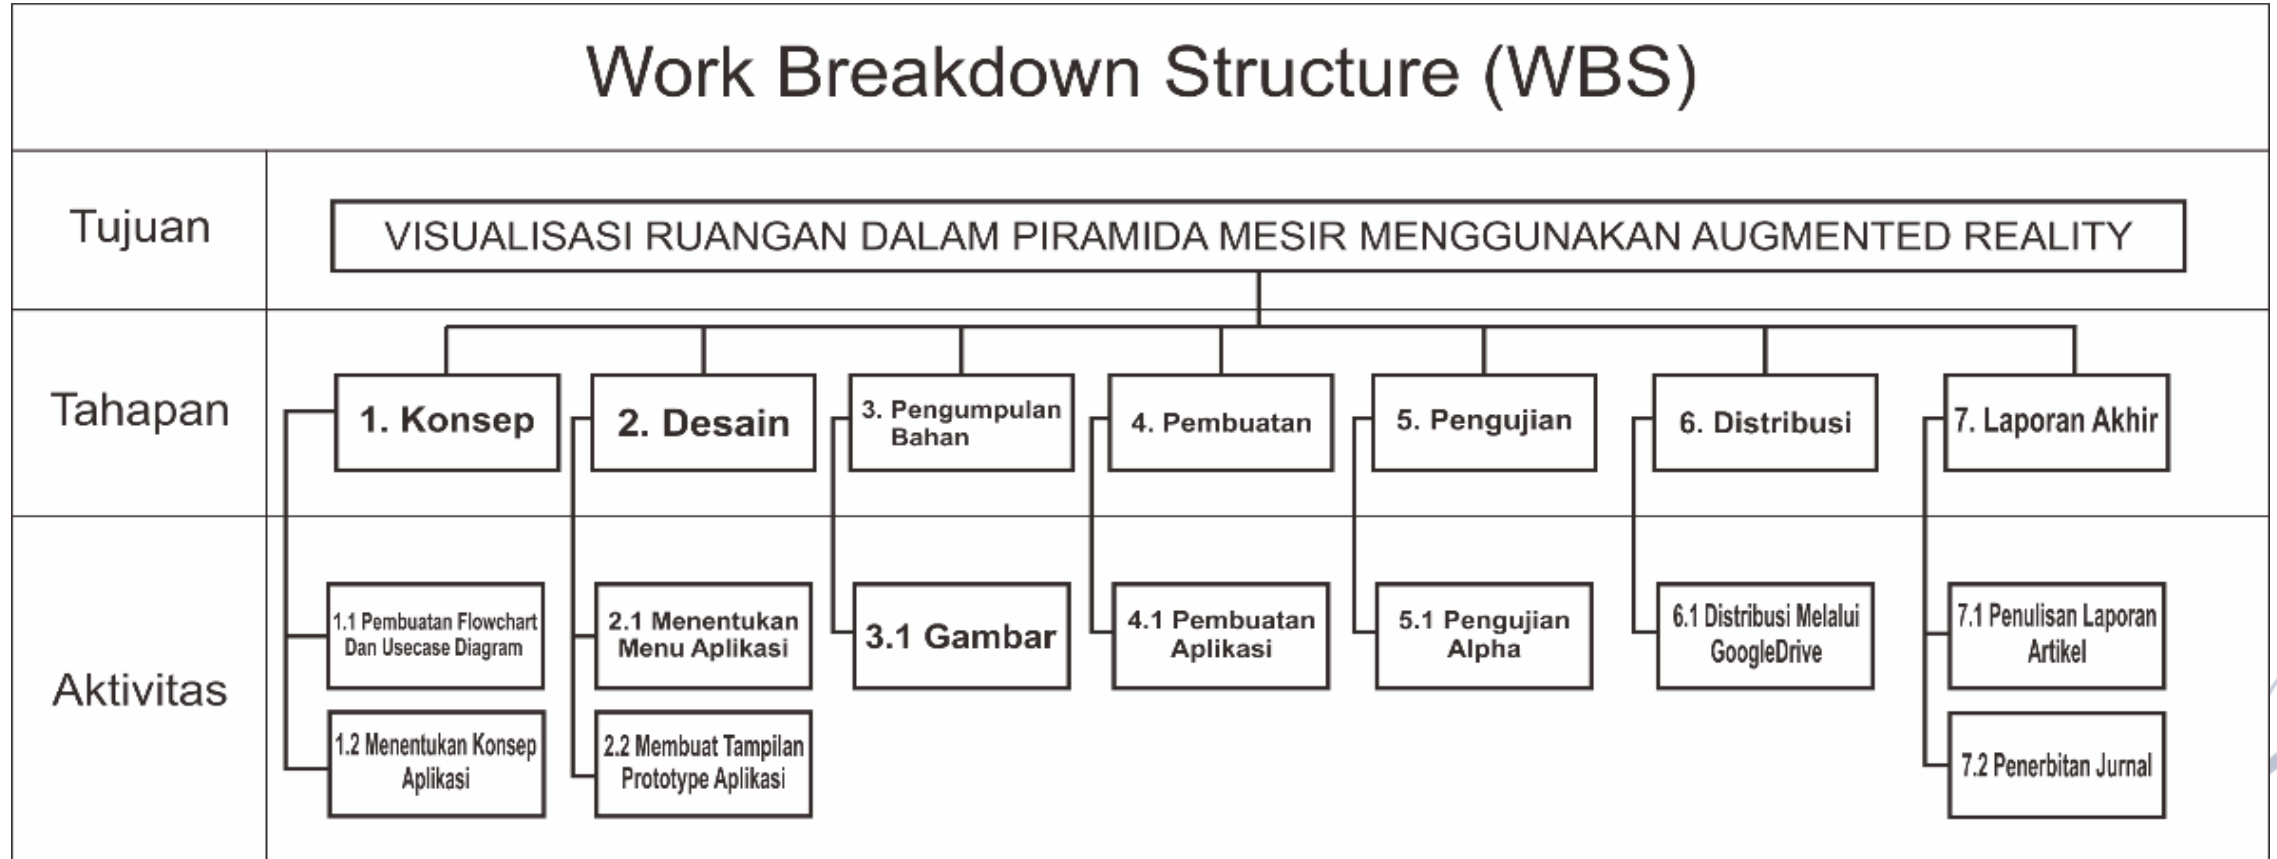 Work Breakdown Structure (WBS)
Tujuan
VISUALISASI RUANGAN DALAM PIRAMIDA MESIR MENGGUNAKAN AUGMENTED REALITY
Tahapan
1. Konsep
2. Desain
3. Pengumpulan
Bahan
4. Pembuatan
5. Pengujian
6. Distribusi
7. Laporan Akhir
Aktivitas
1.1 Pembuatan Flowchart
Dan Usecase Diagram
2.1 Menentukan
Menu Aplikasi
3.1 Gambar
4.1 Pembuatan
Aplikasi
5.1 Pengujian
Alpha
6.1 Distribusi Melalui
GoogleDrive
7.1 Penulisan Laporan
Artikel
1.2 Menentukan Konsep
Aplikasi
2.2 Membuat Tampilan
Prototype Aplikasi
7.2 Penerbitan Jurnal